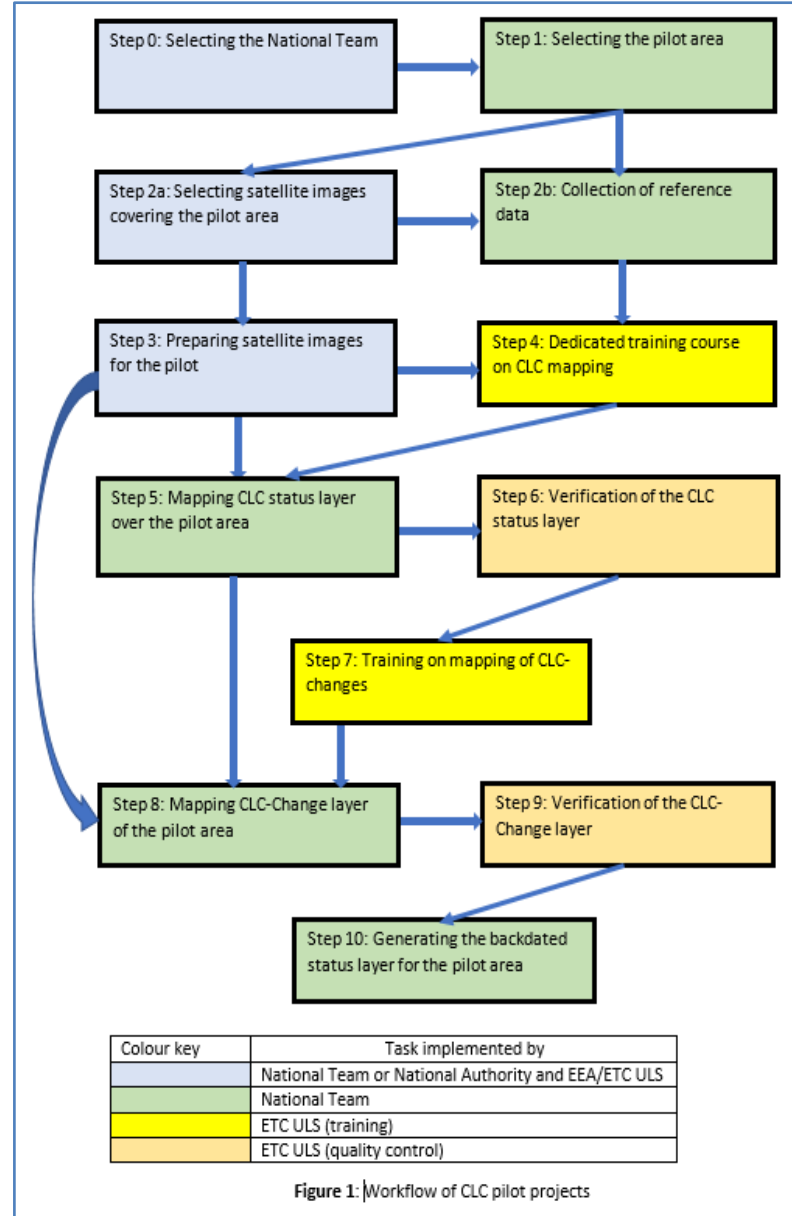 Step 0: Selecting the National Team
Step 1: Selecting the pilot area
Step 2a: Selecting satellite images
covering the pilot area
Step 2b: Collection of reference
data
Step 3: Preparing satellite images
for the pilot
Step 4: Dedicated training course
on CLC mapping
Step 5: Mapping CLC status layer
over the pilot area
Step 6: Verification of the CLC
status layer
Step 7: Training on mapping of CLC-
changes
Step 8: Mapping CLC-Change layer
of the pilot area
Step 9: Verification of the CLC-
Change layer
Step 10: Generating the backdated
status layer for the pilot area
Colour key Task implemented by
National Team or National Authority and EEA/ETC ULS
National Team
ETC ULS (training)
ETC ULS (quality control)
Figure 1: Workflow of CLC pilot projects